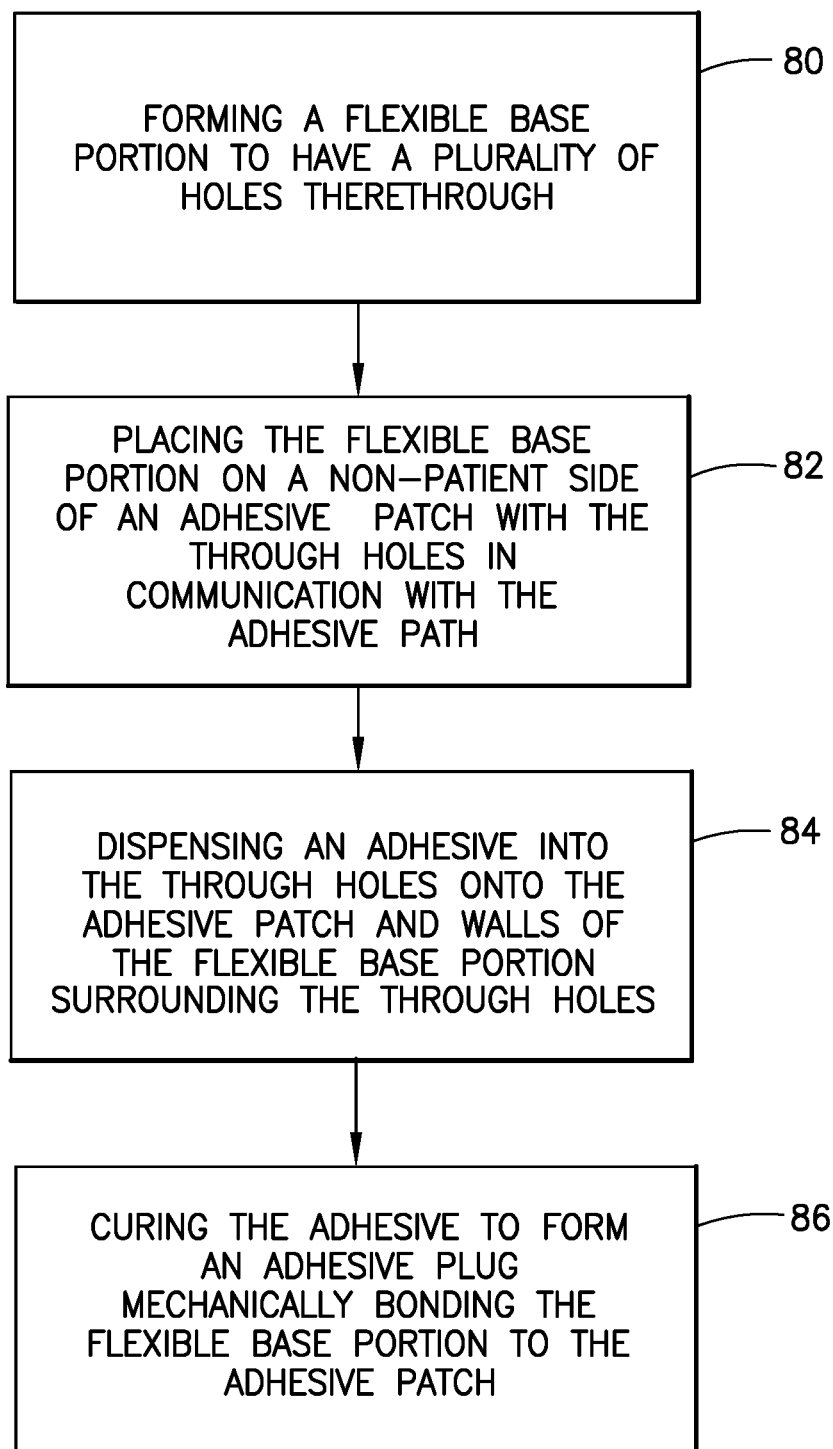 FORMING A FLEXIBLE BASE
PORTION TO HAVE A PLURALITY OF
HOLES THERETHROUGH
80
PLACING THE FLEXIBLE BASE
PORTION ON A NON-PATIENT SIDE
OF AN ADHESIVE PATCH WITH THE
THROUGH HOLES IN
COMMUNICATION WITH THE
ADHESIVE PATH
82
DISPENSING AN ADHESIVE INTO
THE THROUGH HOLES ONTO THE
ADHESIVE PATCH AND WALLS OF
THE FLEXIBLE BASE PORTION
SURROUNDING THE THROUGH HOLES
84
CURING THE ADHESIVE TO FORM
AN ADHESIVE PLUG
MECHANICALLY BONDING THE
FLEXIBLE BASE PORTION TO THE
ADHESIVE PATCH
86